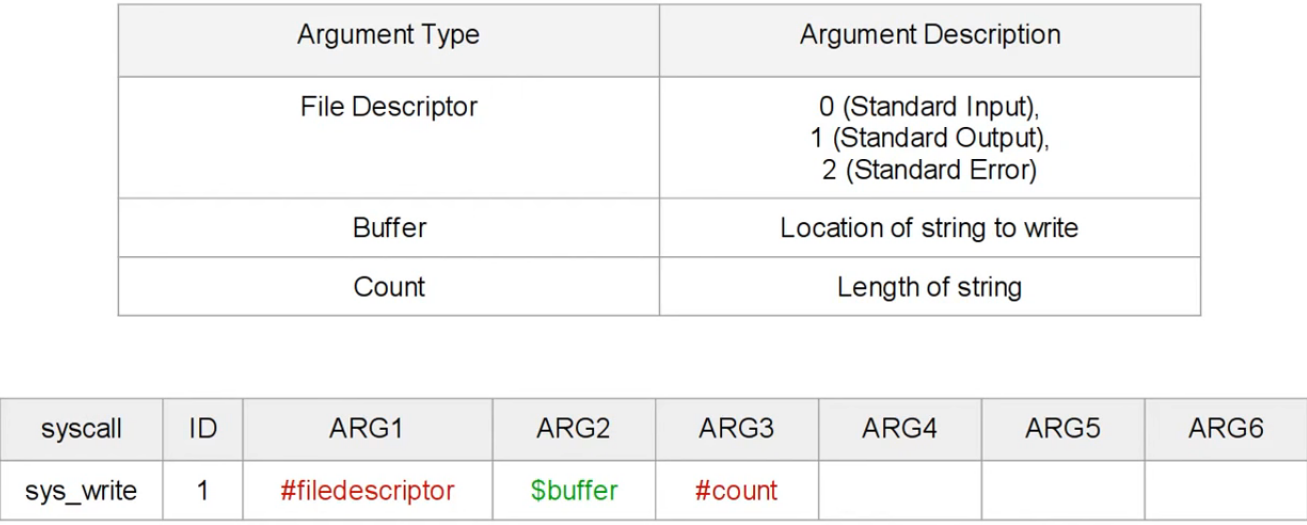 Argument Type Argument Description
File Descriptor 0 (Standard Input),
1 (Standard Output),
2 (Standard Error)
Buffer Location of string to write
Count Length of string
syscall ID ARG1 ARG2 ARG3 ARG4 ARG5 ARG6
sys_write 1 #filedescriptor $buffer #count